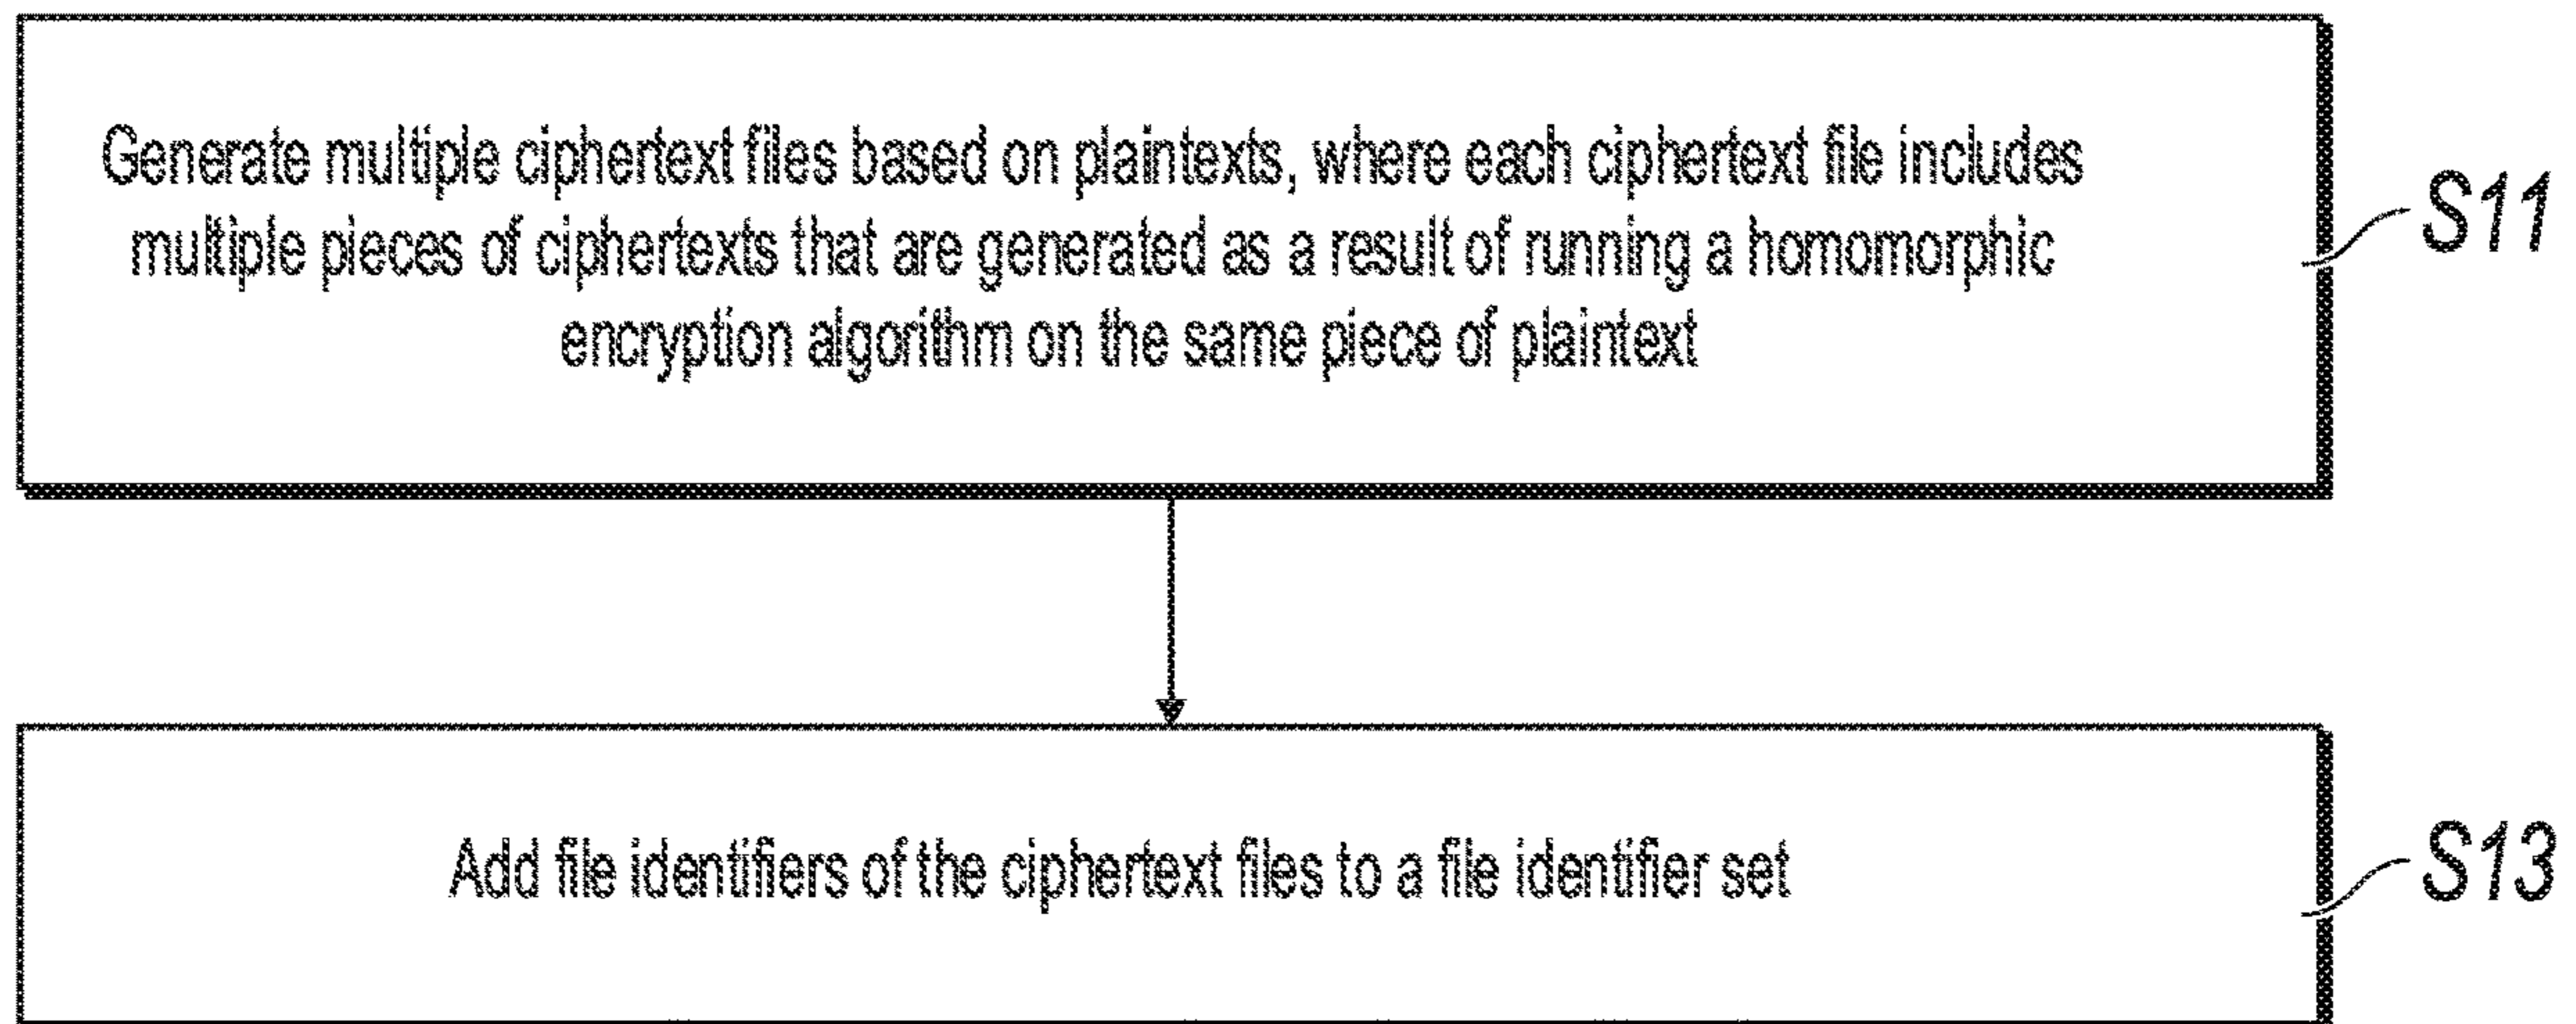 Generate multiple ciphertext files based on plaintexts, where each ciphertext file includes
multiple pieces of ciphertexts that are generated as a result of running a homomorphic
encryption algorithm on the same piece of plaintext
S11
Add file identifiers of the ciphertext files to a file identifier set
S13